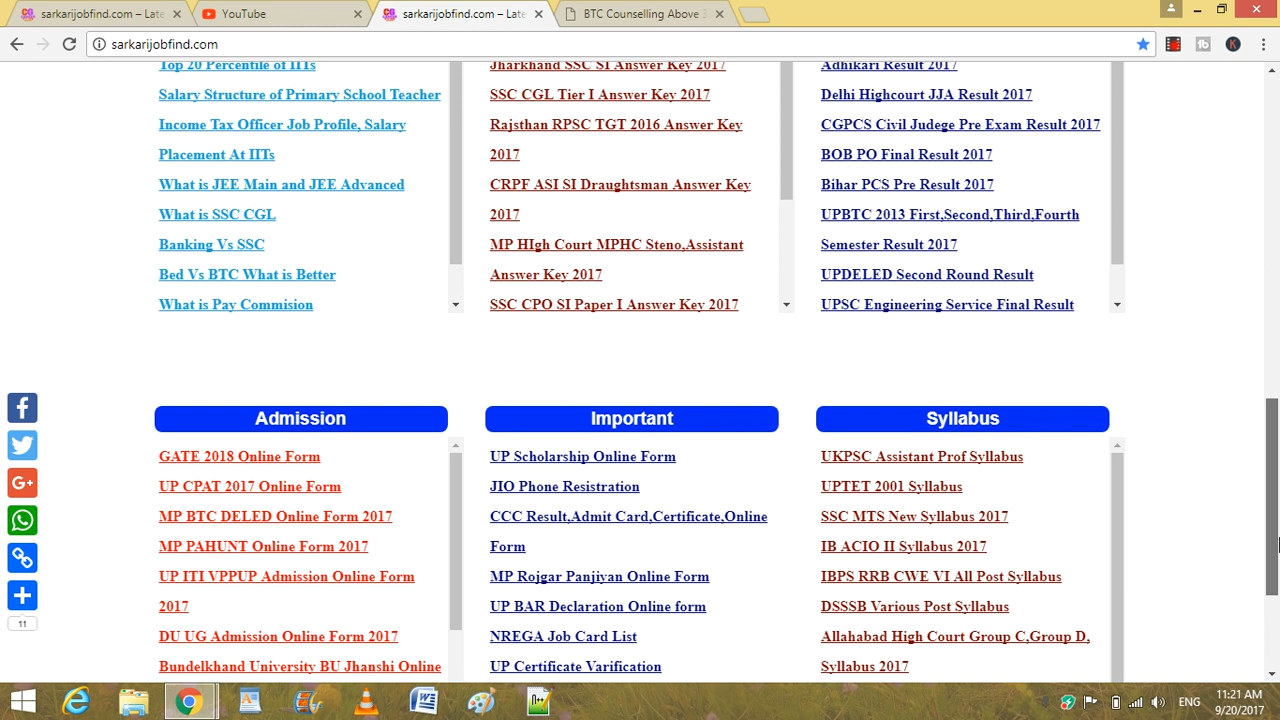 sarkarijobfind.com – Late
YouTube
sarkarijobfind.com – Late
BTC Counselling Above 2
sarkarijobfind.com
Top 20 Percentile of IITs
Salary Structure of Primary School Teacher
Income Tax Officer Job Profile, Salary
Placement At IITs
What is JEE Main and JEE Advanced
What is SSC CGL
Banking Vs SSC
Bed Vs BTC What is Better
What is Pay Commision
Jharkhand SSC SI Answer Key 2017
SSC CGL Tier I Answer Key 2017
Rajsthan RPSC TGT 2016 Answer Key
2017
CRPF ASI SI Draughtsman Answer Key
2017
MP HIgh Court MPHC Steno,Assistant
Answer Key 2017
SSC CPO SI Paper I Answer Key 2017
Adhikari Result 2017
Delhi Highcourt JJA Result 2017
CGPCS Civil Judege Pre Exam Result 2017
BOB PO Final Result 2017
Bihar PCS Pre Result 2017
UPBTC 2013 First,Second,Third,Fourth
Semester Result 2017
UPDELED Second Round Result
UPSC Engineering Service Final Result
Admission
GATE 2018 Online Form
UP CPAT 2017 Online Form
MP BTC DELED Online Form 2017
MP PAHUNT Online Form 2017
UP ITI VPPUP Admission Online Form
2017
DU UG Admission Online Form 2017
Bundelkhand University BU Jhanshi Online
Important
UP Scholarship Online Form
JIO Phone Resistration
CCC Result,Admit Card,Certificate,Online
Form
MP Rojgar Panjiyan Online Form
UP BAR Declaration Online form
NREGA Job Card List
UP Certificate Varification
Syllabus
UKPSC Assistant Prof Syllabus
UPTET 2001 Syllabus
SSC MTS New Syllabus 2017
IB ACIO II Syllabus 2017
IBPS RRB CWE VI All Post Syllabus
DSSSB Various Post Syllabus
Allahabad High Court Group C,Group D,
Syllabus 2017
11
ENG
11:21 AM
9/20/2017